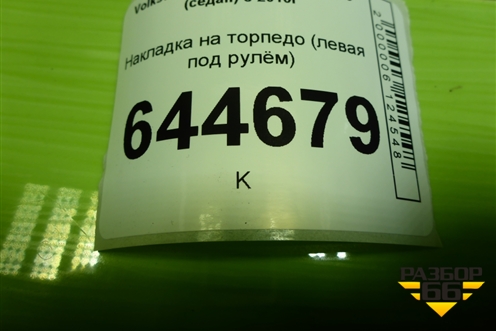 (седан) с 2010г
Накладка на торпедо (левая
под рулём)
644679
К
2000006124548
РАЗБОР
66